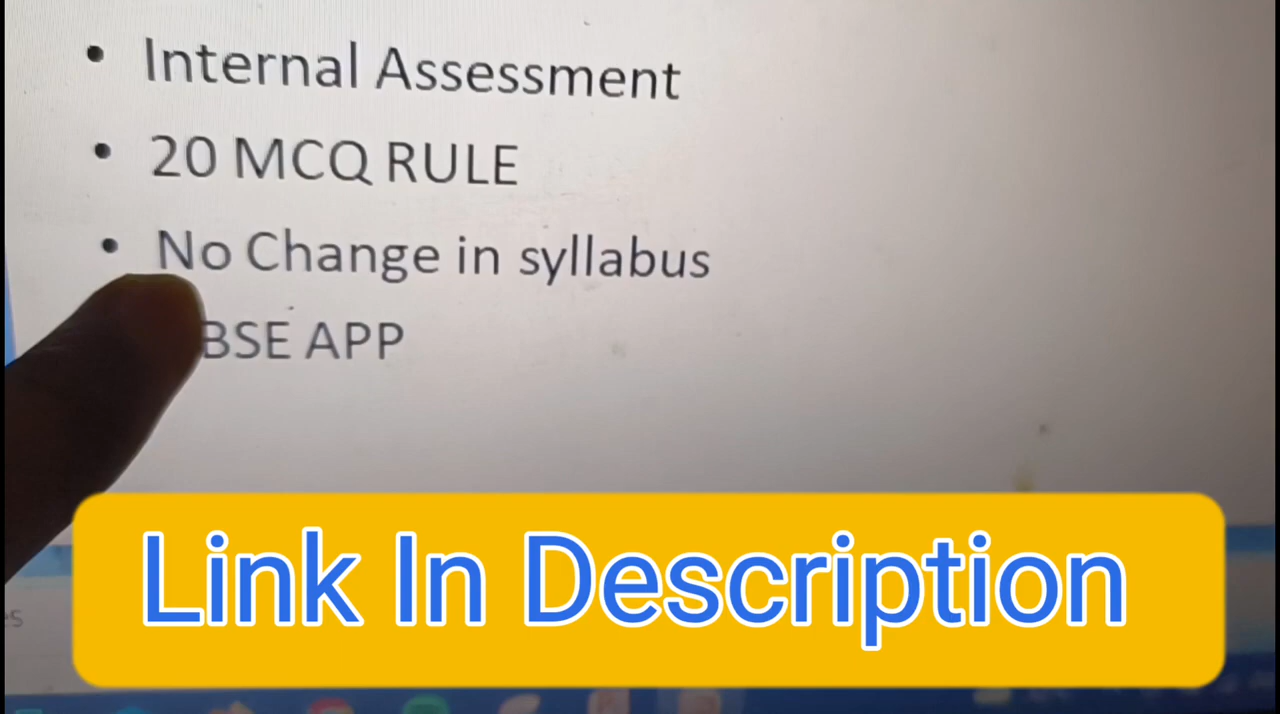 • Internal Assessment
• 20 MCQ RULE
• No Change in syllabus
BSE APP
Link In Description